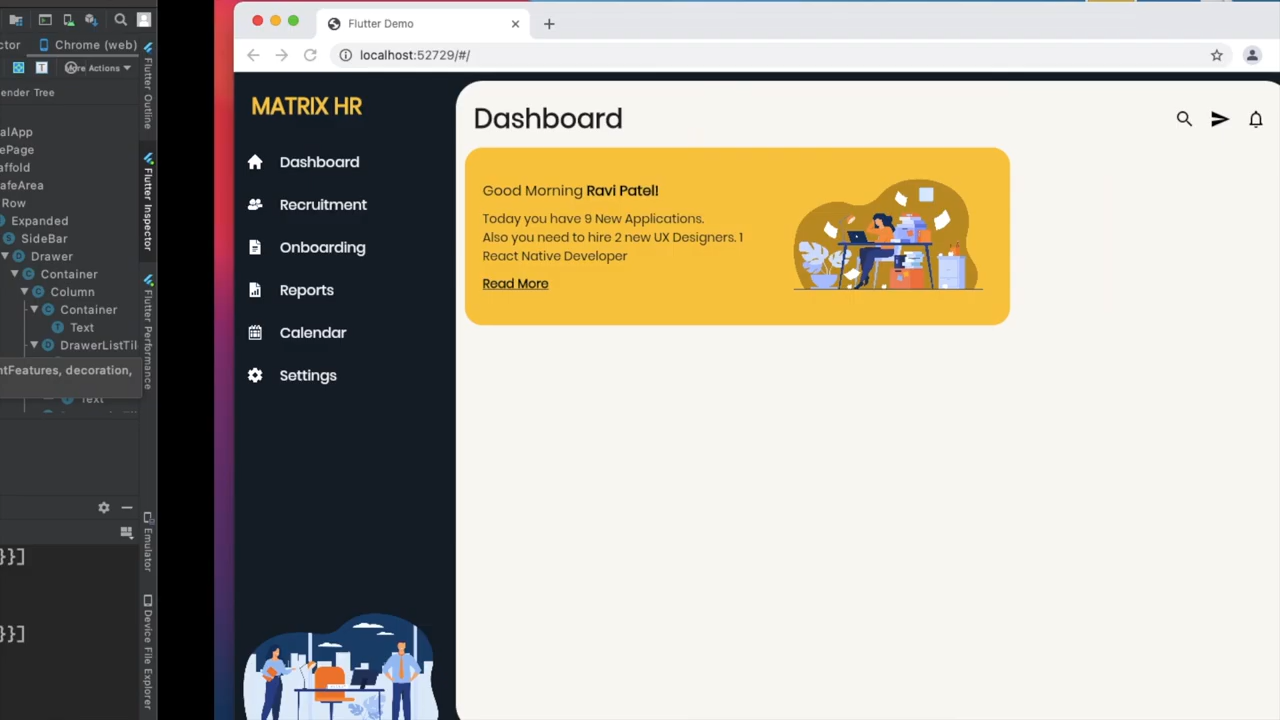 ctor
Chrome (web)
More Actions
ender Tree
alApp
ePage
affold
afeArea
Row
Expanded
SideBar
Drawer
Container
Column
Container
Text
DrawerListTil
ntFeatures, decoration,
Text
}}]
}}]
Flutter Outline
Flutter Inspector
Flutter Performance
Emulator
Device File Explorer
Flutter Demo
localhost:52729/#/
MATRIX HR
Dashboard
Recruitment
Onboarding
Reports
Calendar
Settings
Dashboard
Good Morning Ravi Patel!
Today you have 9 New Applications.
Also you need to hire 2 new UX Designers. 1
React Native Developer
Read More